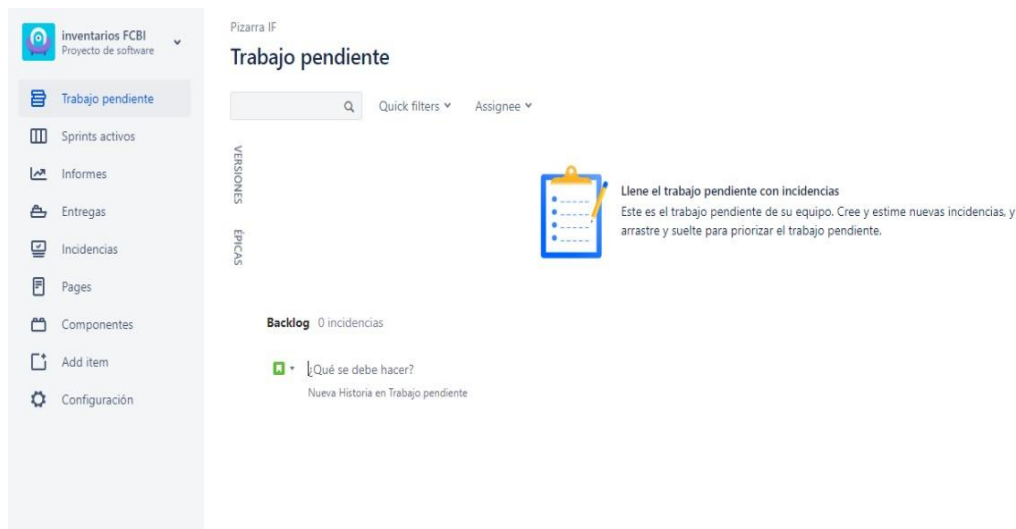 inventarios FCBI
Proyecto de software
Trabajo pendiente
Sprints activos
Informes
Entregas
Incidencias
Pages
Componentes
Add item
Configuración
Pizarra IF
Trabajo pendiente
Quick filters
Assignee
VERSIONES
ÉPICAS
Llene el trabajo pendiente con incidencias
Este es el trabajo pendiente de su equipo. Cree y estime nuevas incidencias, y
arrastre y suelte para priorizar el trabajo pendiente.
Backlog 0 incidencias
¿Qué se debe hacer?
Nueva Historia en Trabajo pendiente